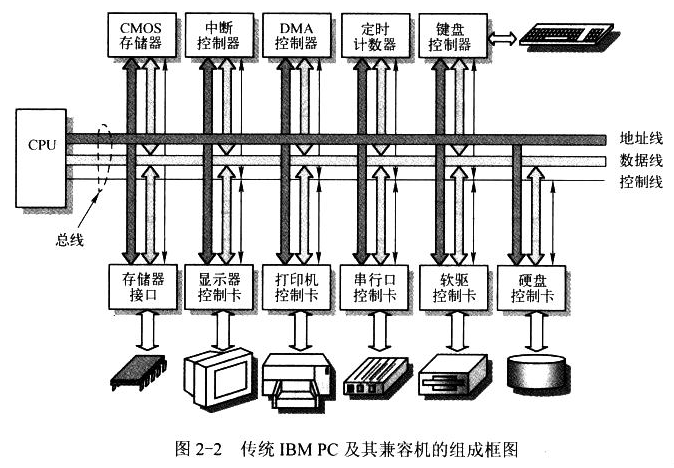 CMOS
存储器
中断
控制器
DMA
控制器
定时
计数器
键盘
控制器
CPU
地址线
数据线
控制线
总线
存储器
接口
显示器
控制卡
打印机
控制卡
串行口
控制卡
软驱
控制卡
硬盘
控制卡
图 2-2 传统 IBM PC 及其兼容机的组成框图